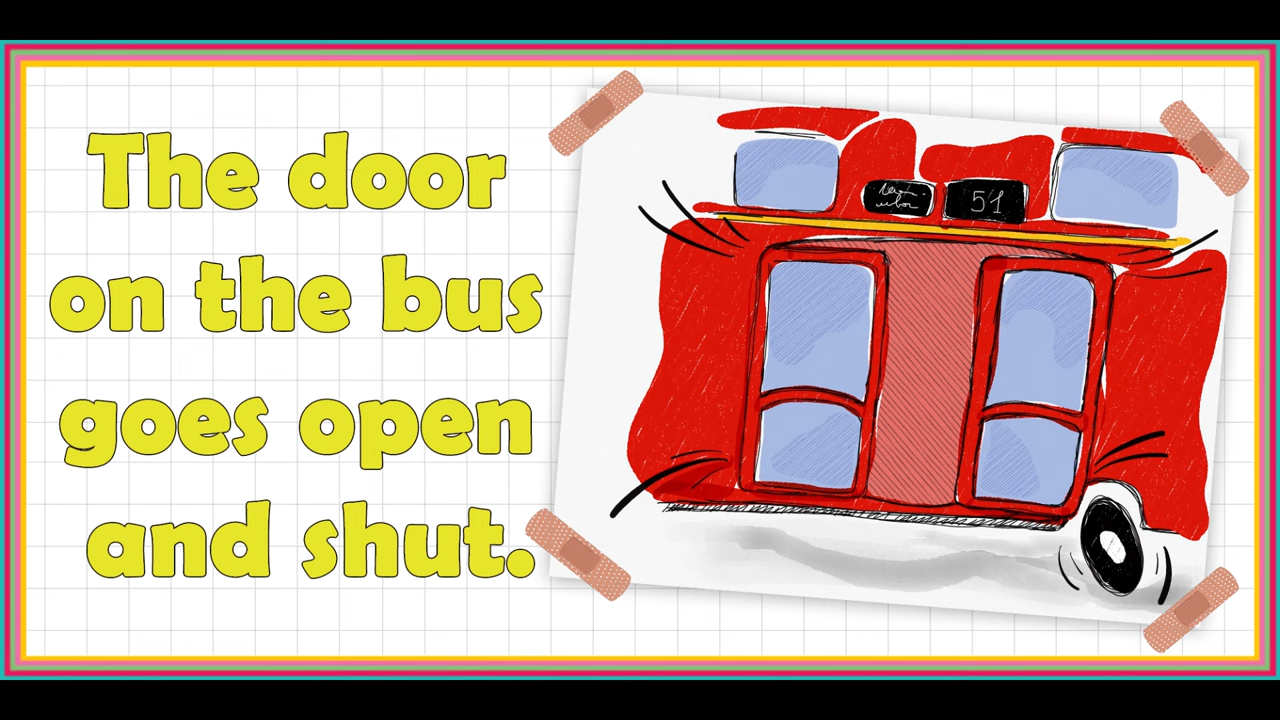 The door
on the bus
goes open
and shut.
51